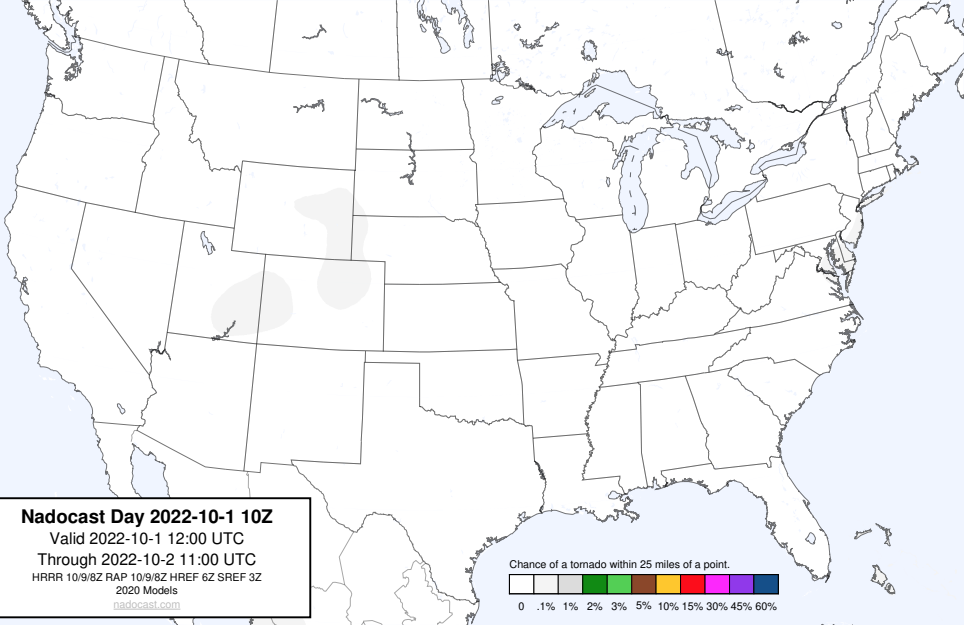 Nadocast Day 2022-10-1 10Z
Valid 2022-10-1 12:00 UTC
Through 2022-10-2 11:00 UTC
HRRR 10/9/8Z RAP 10/9/8Z HREF 6Z SREF 3Z
2020 Models
nadocast.com
Chance of a tornado within 25 miles of a point.
0 .1% 1% 2% 3% 5% 10% 15% 30% 45% 60%